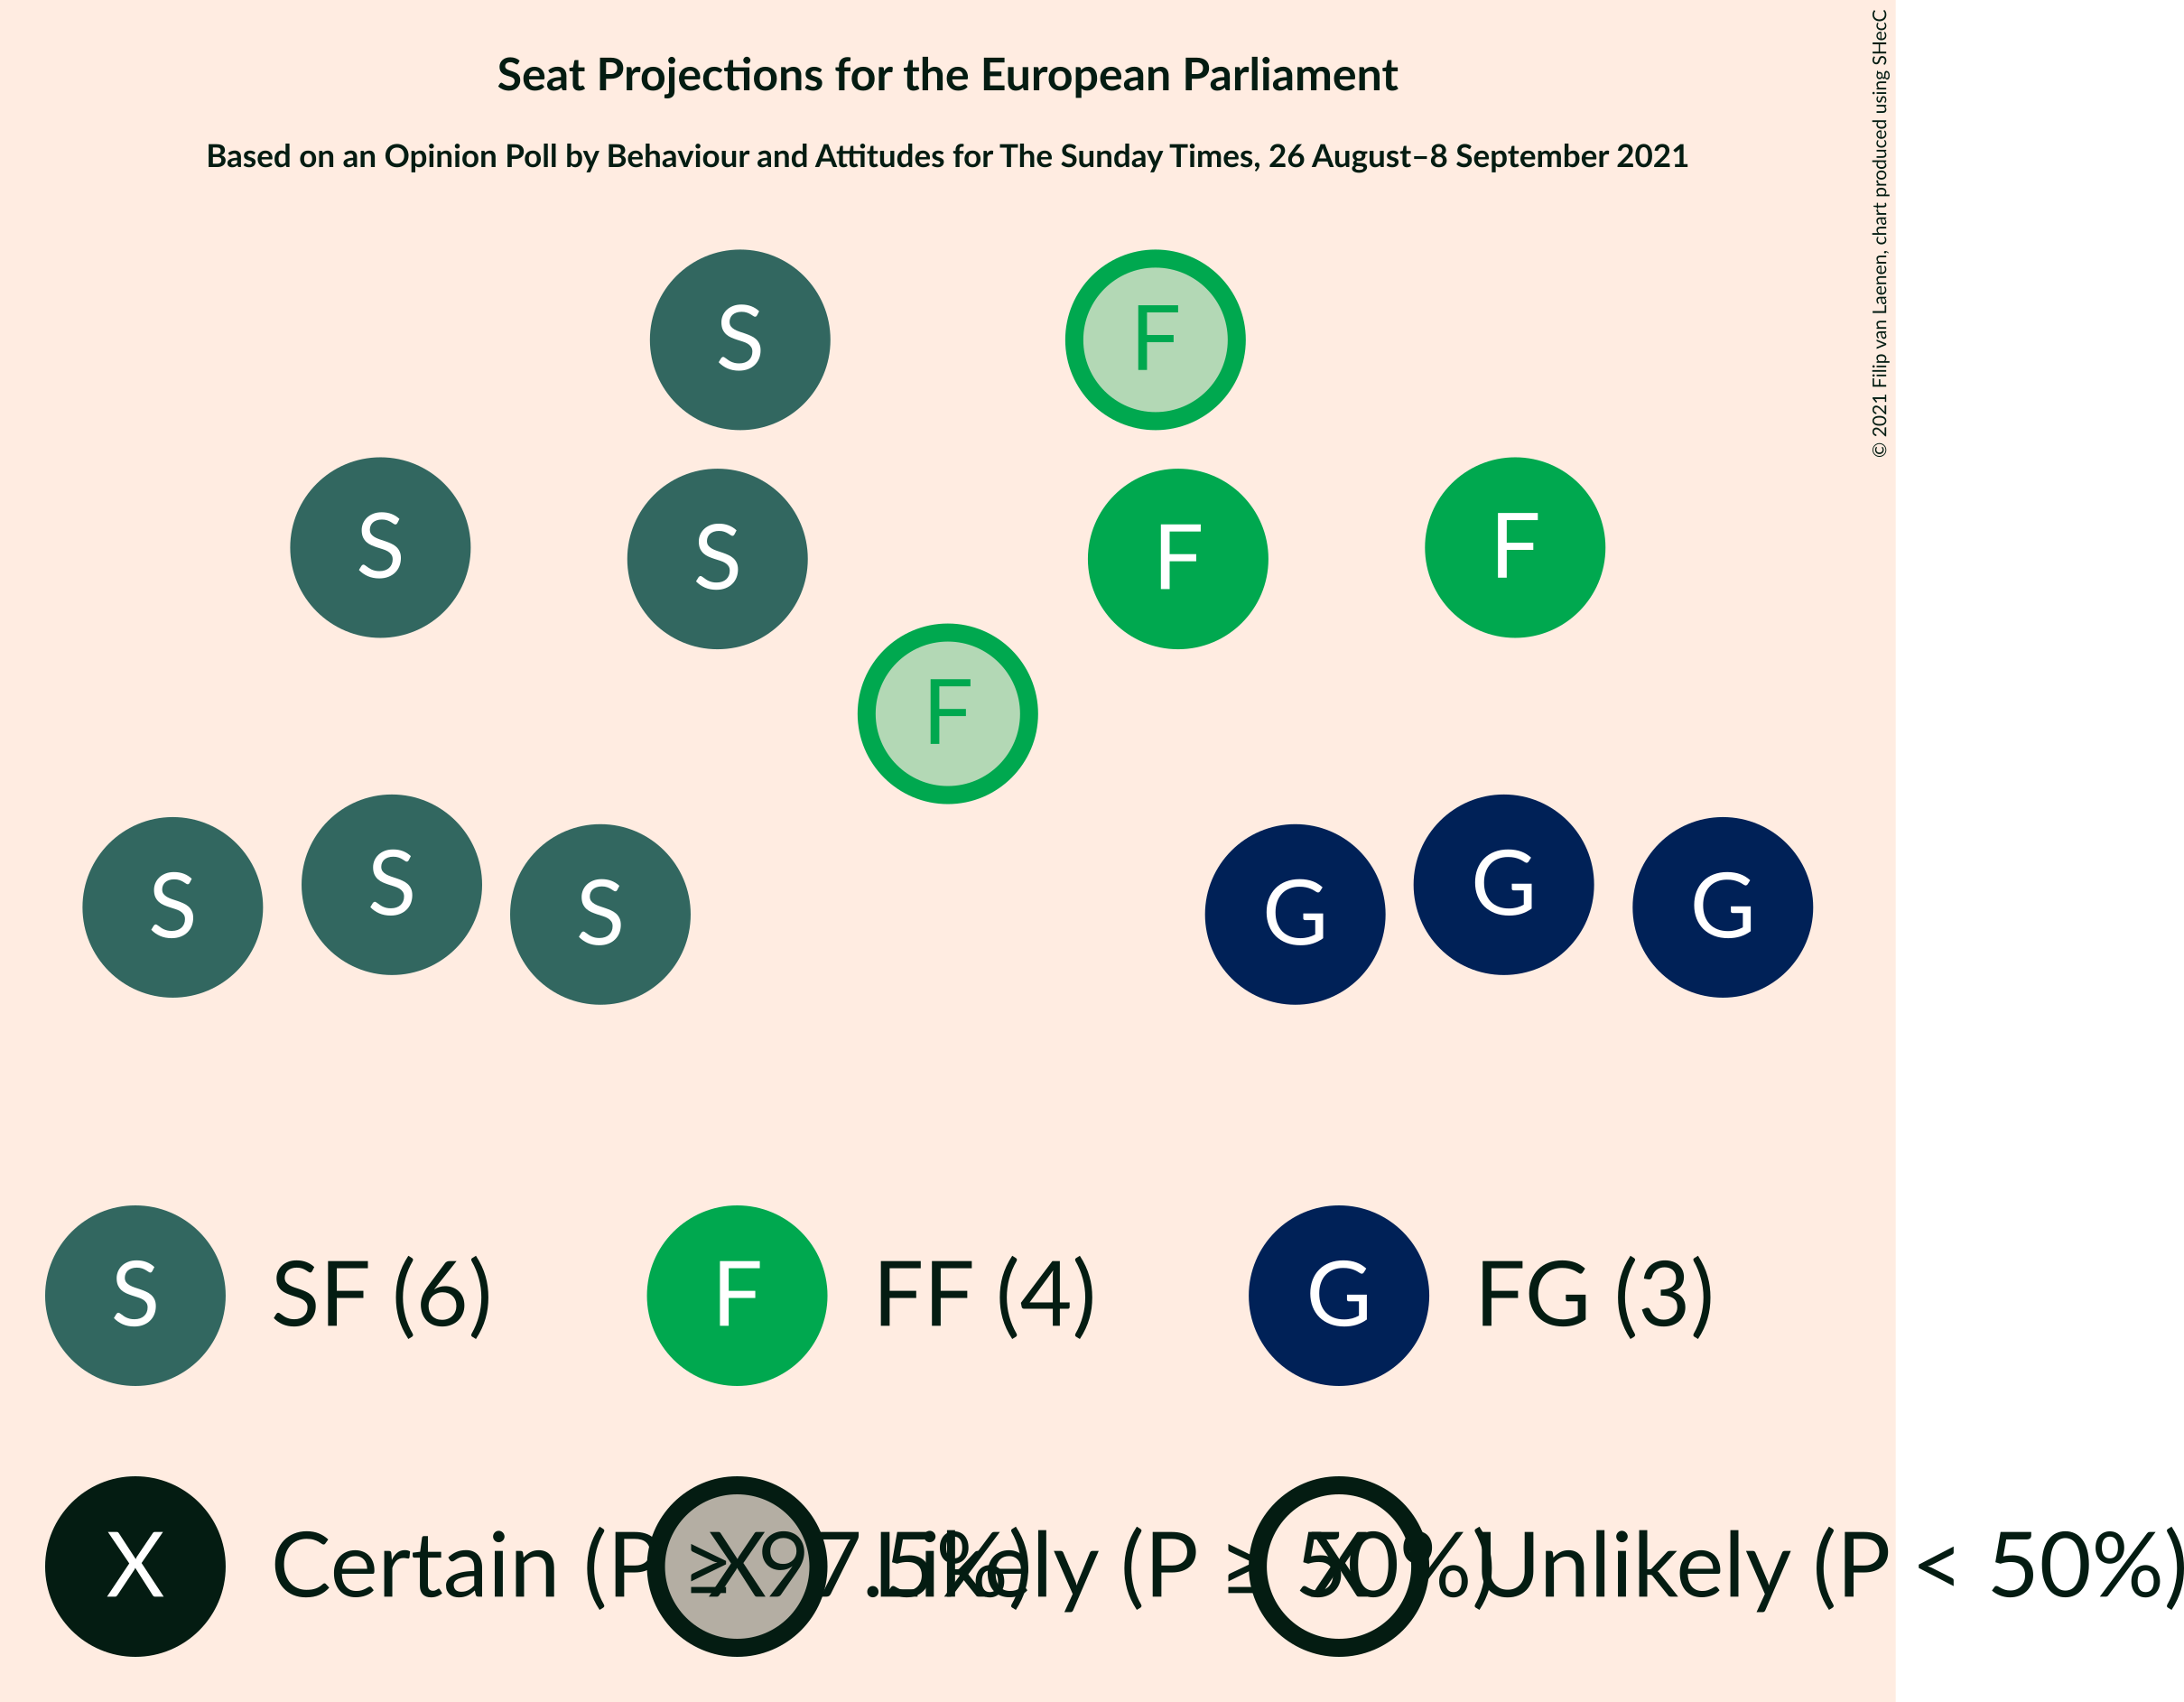 Seat Projections for the European Parliament
Based on an Opinion Poll by Behaviour and Attitudes for The Sunday Times, 26 August–8 September 2021
© 2021 Filip van Laenen, chart produced using SHecC
S F
S S F F
F
S S S G G G
S SF (6) F FF (4) G FG (3)
X Certain (P ≥ 97.5%) X Likely (P ≥ 50%) X Unlikely (P < 50%)